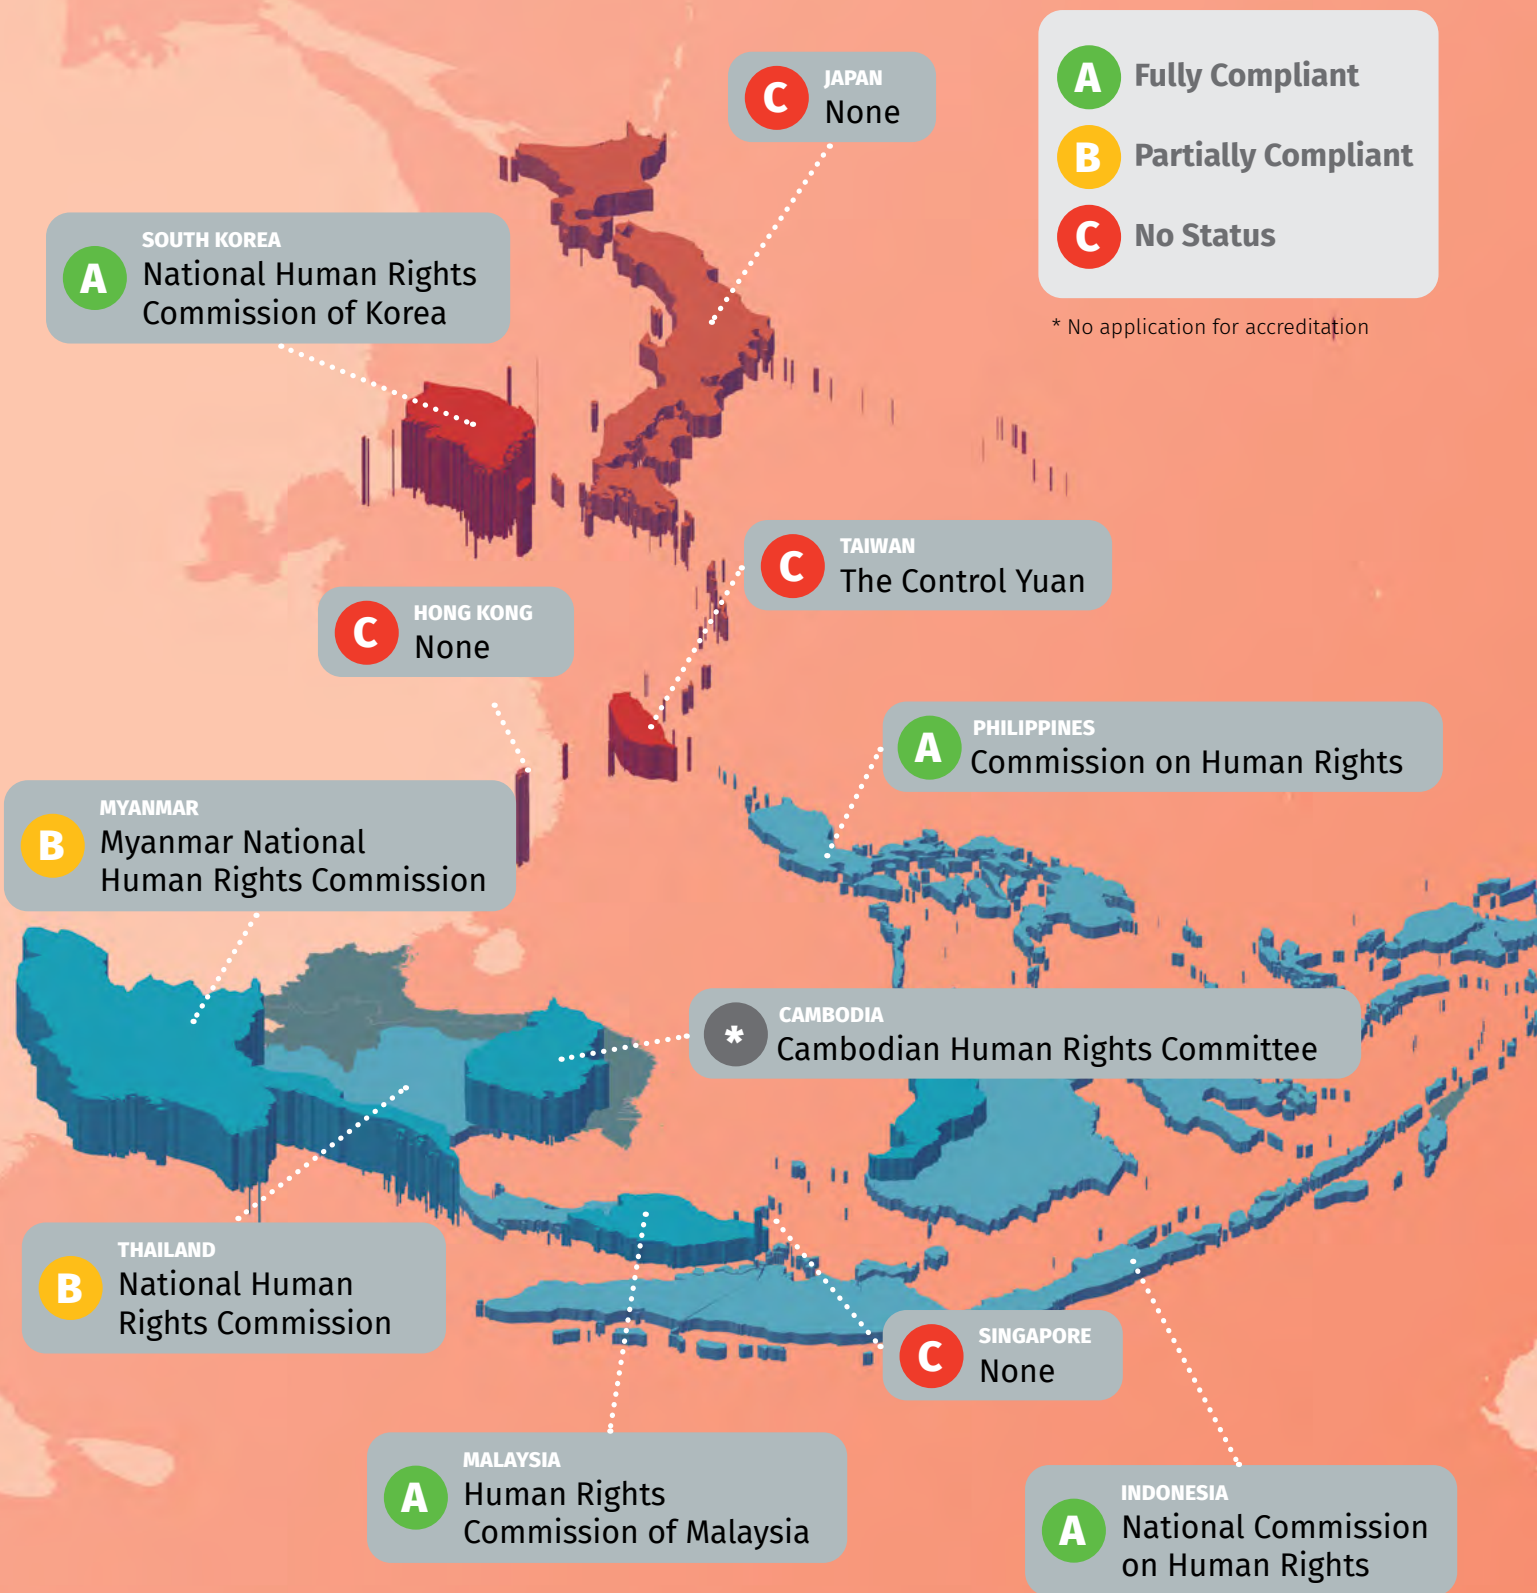 C
JAPAN
None
A
Fully Compliant
B
Partially Compliant
C
No Status
* No application for accreditation
A
SOUTH KOREA
National Human Rights
Commission of Korea
C
TAIWAN
The Control Yuan
C
HONG KONG
None
A
PHILIPPINES
Commission on Human Rights
B
MYANMAR
Myanmar National
Human Rights Commission
*
CAMBODIA
Cambodian Human Rights Committee
B
THAILAND
National Human
Rights Commission
C
SINGAPORE
None
A
MALAYSIA
Human Rights
Commission of Malaysia
A
INDONESIA
National Commission
on Human Rights